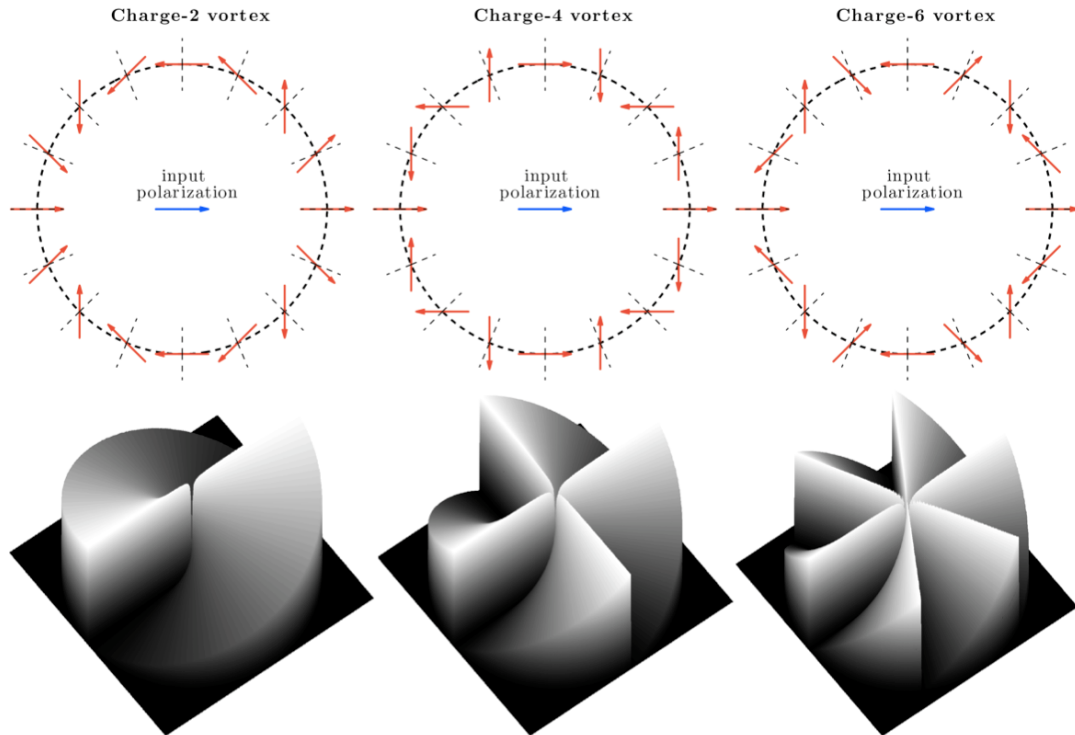 Charge-2 vortex
Charge-4 vortex
Charge-6 vortex
input
polarization
input
polarization
input
polarization